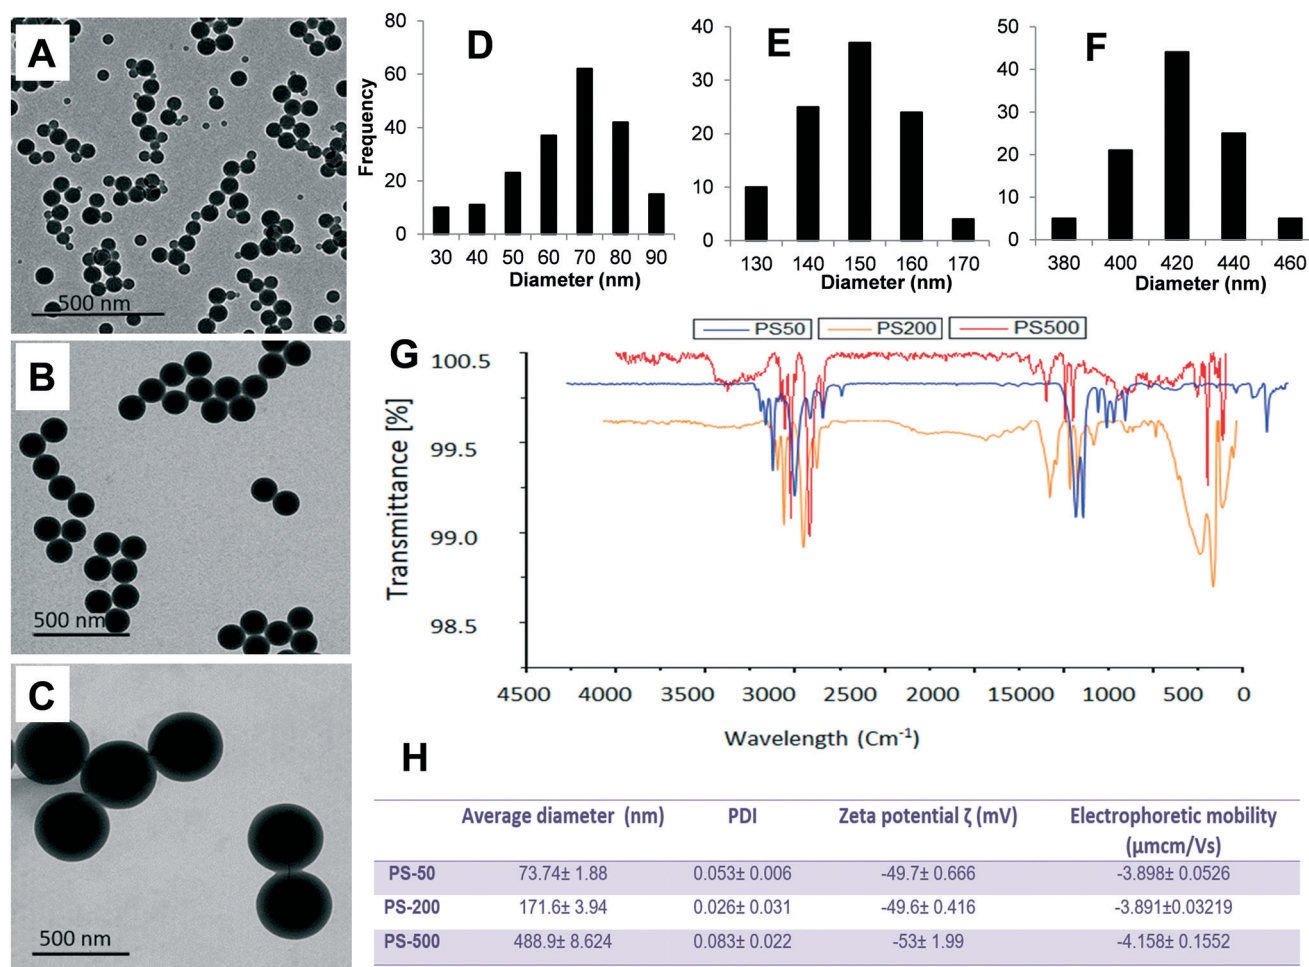 A
500 nm
B
500 nm
C
500 nm
D
80
60
40
20
0
Frequency
30 40 50 60 70 80 90
Diameter (nm)
E
40
30
20
10
0
130 140 150 160 170
Diameter (nm)
F
50
40
30
20
10
0
380 400 420 440 460
Diameter (nm)
G
PS50 PS200 PS500
100.5
99.5
99.0
98.5
Transmittance [%]
4500 4000 3500 3000 2500 2000 15000 1000 500 0
Wavelength (Cm-1)
H
Average diameter (nm) PDI Zeta potential ζ (mV) Electrophoretic mobility
(µmcm/Vs)
PS-50 73.74± 1.88 0.053± 0.006 -49.7± 0.666 -3.898± 0.0526
PS-200 171.6± 3.94 0.026± 0.031 -49.6± 0.416 -3.891±0.03219
PS-500 488.9± 8.624 0.083± 0.022 -53± 1.99 -4.158± 0.1552